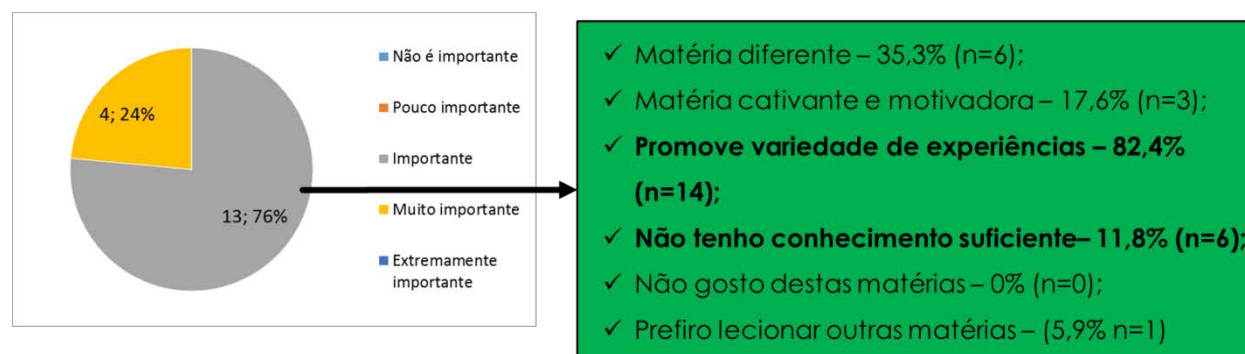 4; 24%
13; 76%
Não é importante
Pouco importante
Importante
Muito importante
Extremamente
importante
✓ Matéria diferente – 35,3% (n=6);
✓ Matéria cativante e motivadora – 17,6% (n=3);
✓ Promove variedade de experiências – 82,4%
(n=14);
✓ Não tenho conhecimento suficiente– 11,8% (n=6);
✓ Não gosto destas matérias – 0% (n=0);
✓ Prefiro lecionar outras matérias – (5,9% n=1)